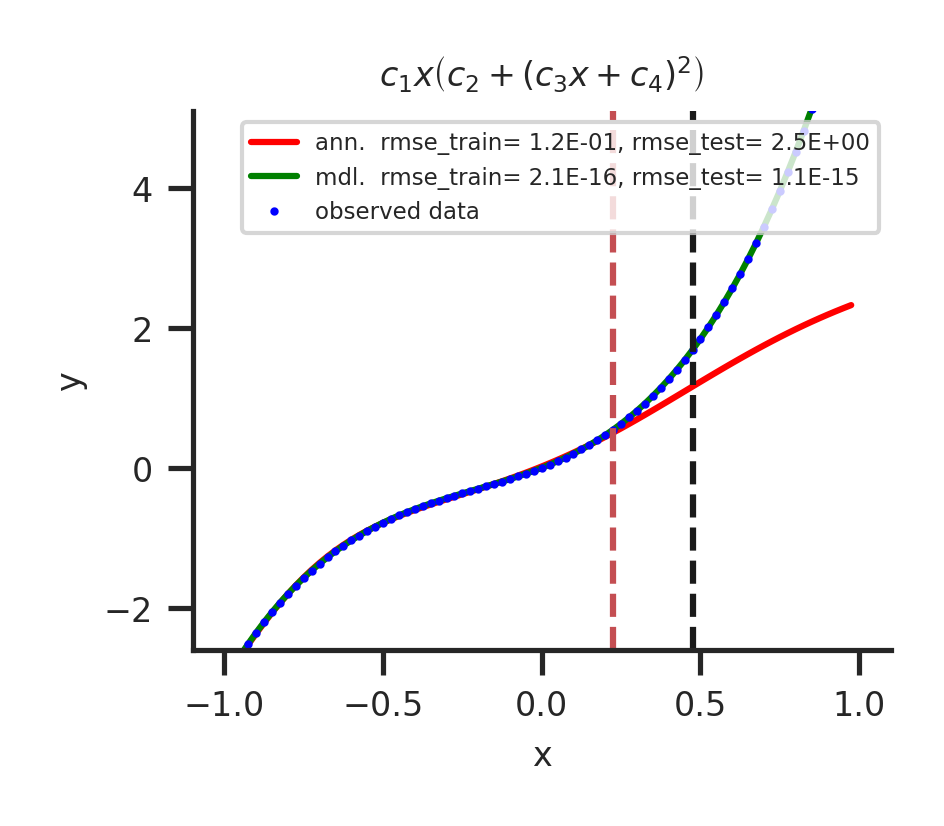 c₁x(c₂ + (c₃x + c₄)²)
ann.  rmse_train= 1.2E-01, rmse_test= 2.5E+00
mdl.  rmse_train= 2.1E-16, rmse_test= 1.1E-15
observed data
4
2
0
−2
y
−1.0
−0.5
0.0
0.5
1.0
x